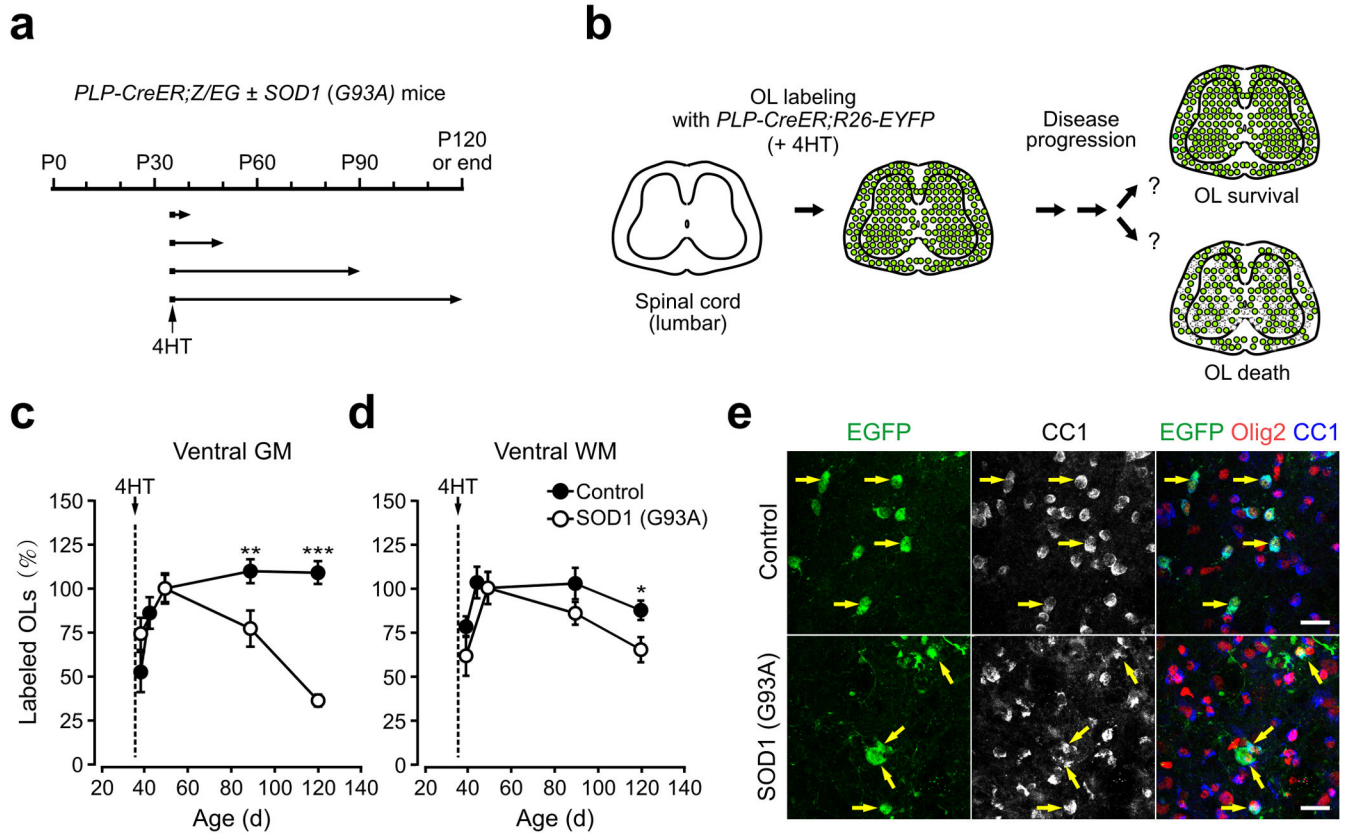 a
PLP-CreER;Z/EG ± SOD1 (G93A) mice
P0
P30
P60
P90
P120
or end
4HT
b
OL labeling
with PLP-CreER;R26-EYFP
(+ 4HT)
Spinal cord
(lumbar)
Disease
progression
?
?
OL survival
OL death
c
Ventral GM
4HT
Labeled OLs (%)
150
125
100
75
50
25
0
** ***
20 40 60 80 100 120 140
Age (d)
d
Ventral WM
4HT
Control
SOD1 (G93A)
150
125
100
75
50
25
0
*
20 40 60 80 100 120 140
Age (d)
e
EGFP
CC1
EGFP Olig2 CC1
Control
SOD1 (G93A)